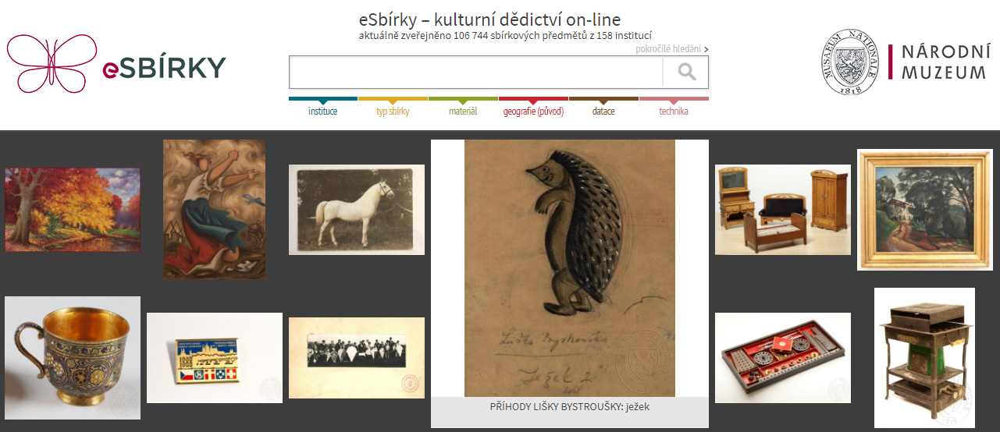 eSbírky – kulturní dědictví on-line
aktuálně zveřejněno 106 744 sbírkových předmětů z 158 institucí
pokročilé hledání >
eSBÍRKY
MUSAEUM NATIONALE
1818
NÁRODNÍ
MUZEUM
instituce
typ sbírky
materiál
geografie (původ)
datace
technika
Liška Bystrouška
Ježek 2
PŘÍHODY LIŠKY BYSTROUŠKY: ježek